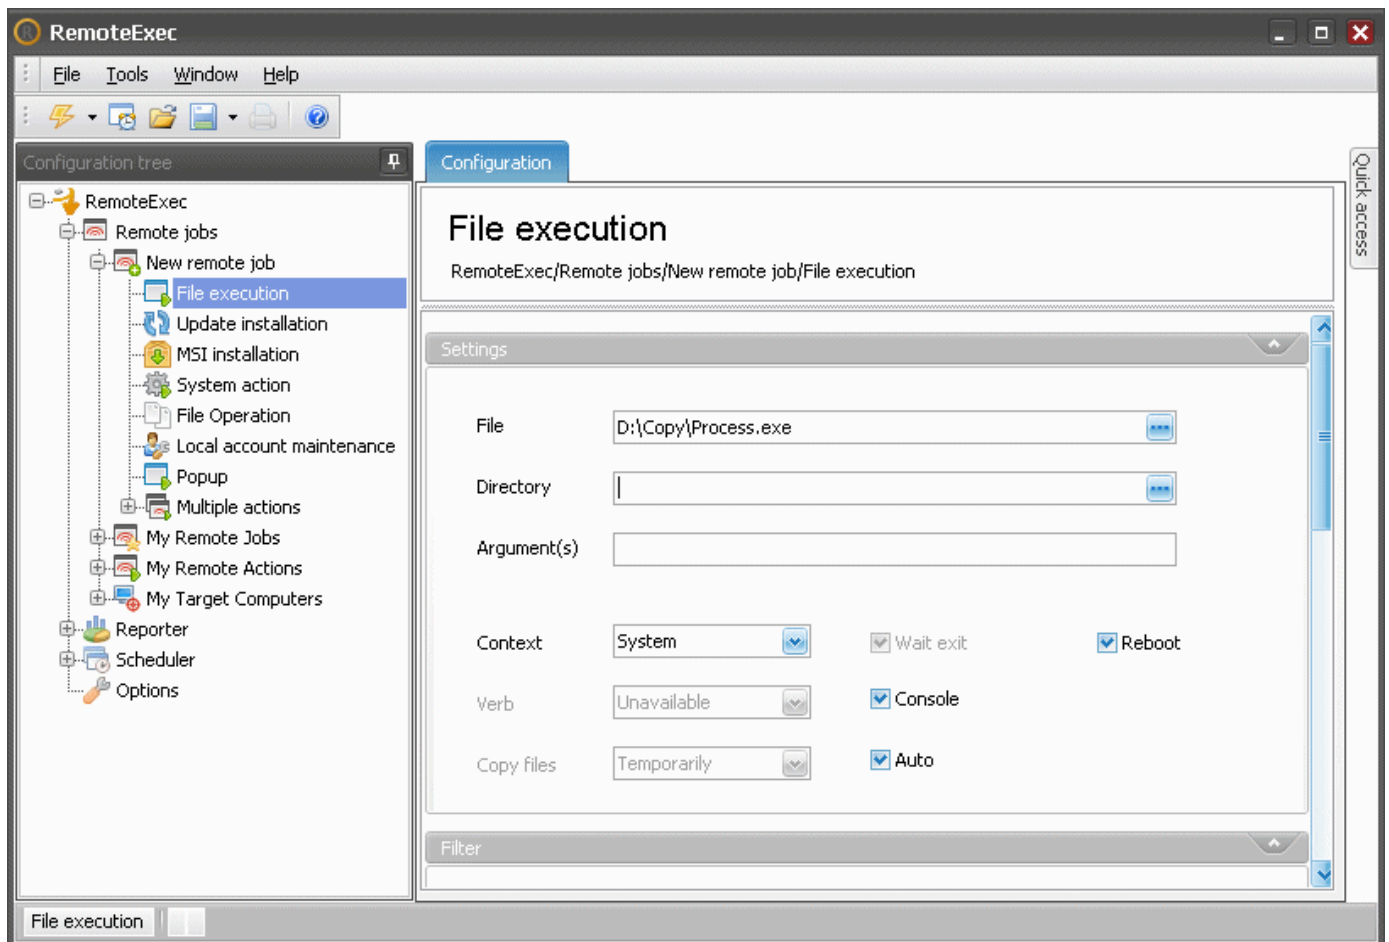 RemoteExec
File Tools Window Help
Configuration tree
RemoteExec
Remote jobs
New remote job
File execution
Update installation
MSI installation
System action
File Operation
Local account maintenance
Popup
Multiple actions
My Remote Jobs
My Remote Actions
My Target Computers
Reporter
Scheduler
Options
Configuration
File execution
RemoteExec/Remote jobs/New remote job/File execution
Settings
File D:\Copy\Process.exe
Directory
Argument(s)
Context System Wait exit Reboot
Verb Unavailable Console
Copy files Temporarily Auto
Filter
Quick access
File execution